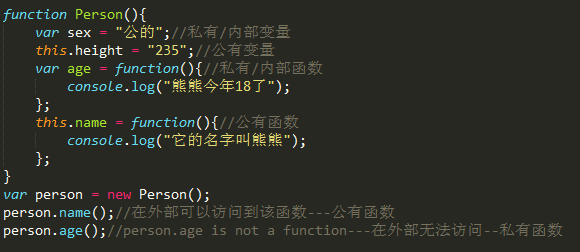 function Person(){
    var sex = "公的";//私有/内部变量
    this.height = "235";//公有变量
    var age = function(){//私有/内部函数
        console.log("熊熊今年18了");
    };
    this.name = function(){//公有函数
        console.log("它的名字叫熊熊");
    };
}
var person = new Person();
person.name();//在外部可以访问到该函数---公有函数
person.age();//person.age is not a function---在外部无法访问--私有函数